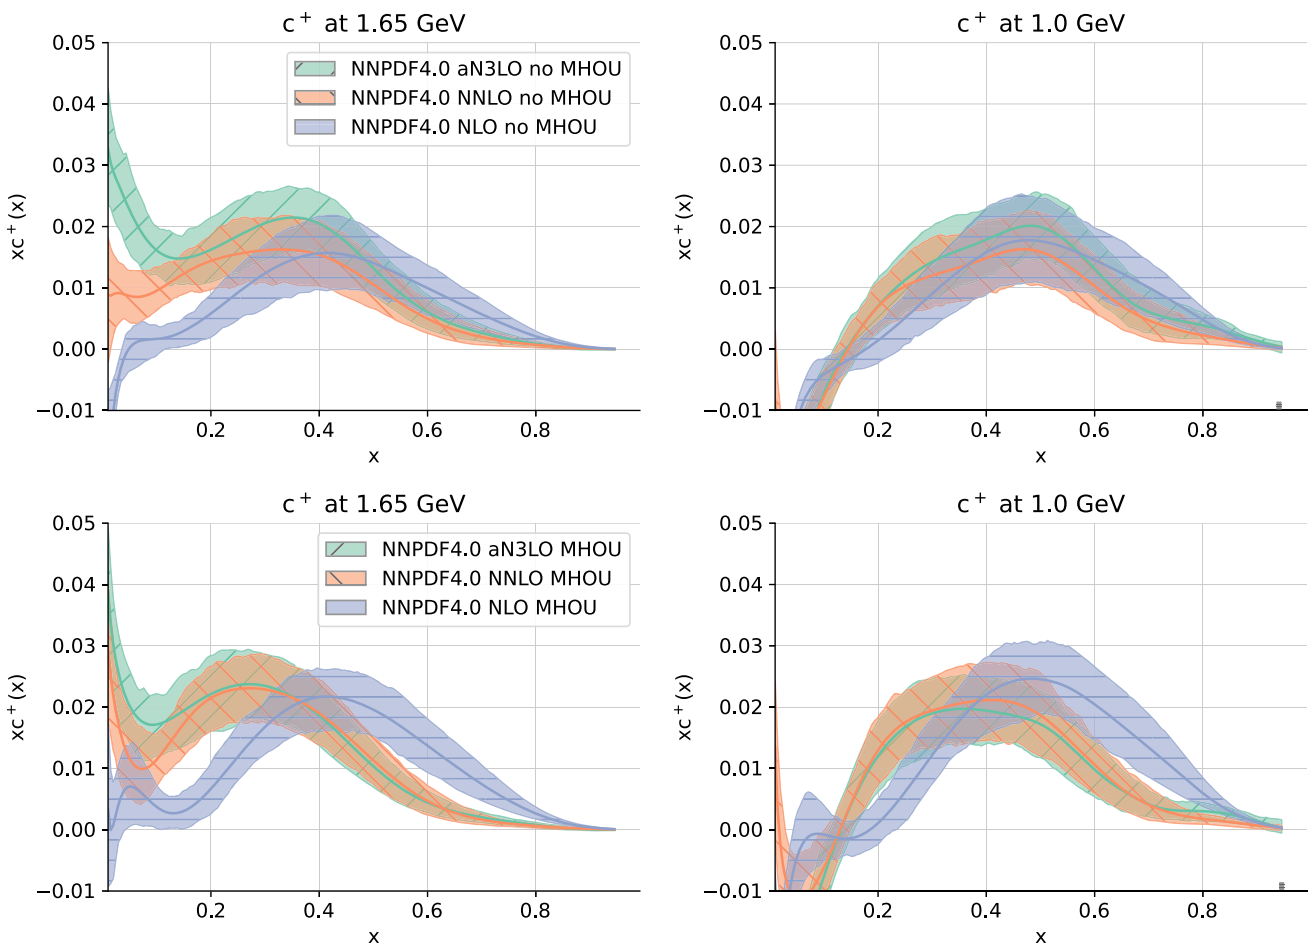 c⁺ at 1.65 GeV
0.05
0.04
0.03
0.02
0.01
0.00
−0.01
xc⁺(x)
NNPDF4.0 aN3LO no MHOU
NNPDF4.0 NNLO no MHOU
NNPDF4.0 NLO no MHOU
0.2 0.4 0.6 0.8
x
c⁺ at 1.0 GeV
0.05
0.04
0.03
0.02
0.01
0.00
−0.01
xc⁺(x)
0.2 0.4 0.6 0.8
x
c⁺ at 1.65 GeV
0.05
0.04
0.03
0.02
0.01
0.00
−0.01
xc⁺(x)
NNPDF4.0 aN3LO MHOU
NNPDF4.0 NNLO MHOU
NNPDF4.0 NLO MHOU
0.2 0.4 0.6 0.8
x
c⁺ at 1.0 GeV
0.05
0.04
0.03
0.02
0.01
0.00
−0.01
xc⁺(x)
0.2 0.4 0.6 0.8
x